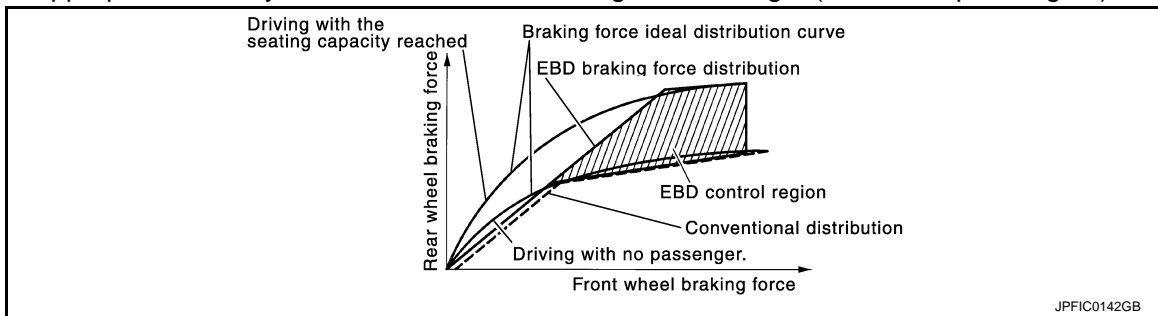 Driving with the
seating capacity reached
Braking force ideal distribution curve
EBD braking force distribution
Rear wheel braking force
EBD control region
Conventional distribution
Driving with no passenger.
Front wheel braking force
JPFIC0142GB